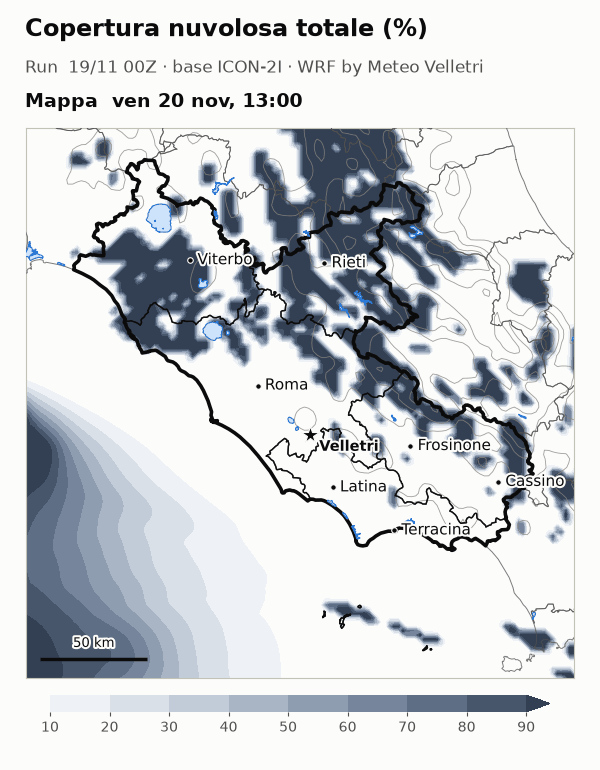 Copertura nuvolosa totale (%)
Run 19/11 00Z · base ICON-2I · WRF by Meteo Velletri
Mappa ven 20 nov, 13:00
Viterbo
Rieti
Roma
Velletri
Frosinone
Latina
Cassino
Terracina
50 km
10 20 30 40 50 60 70 80 90